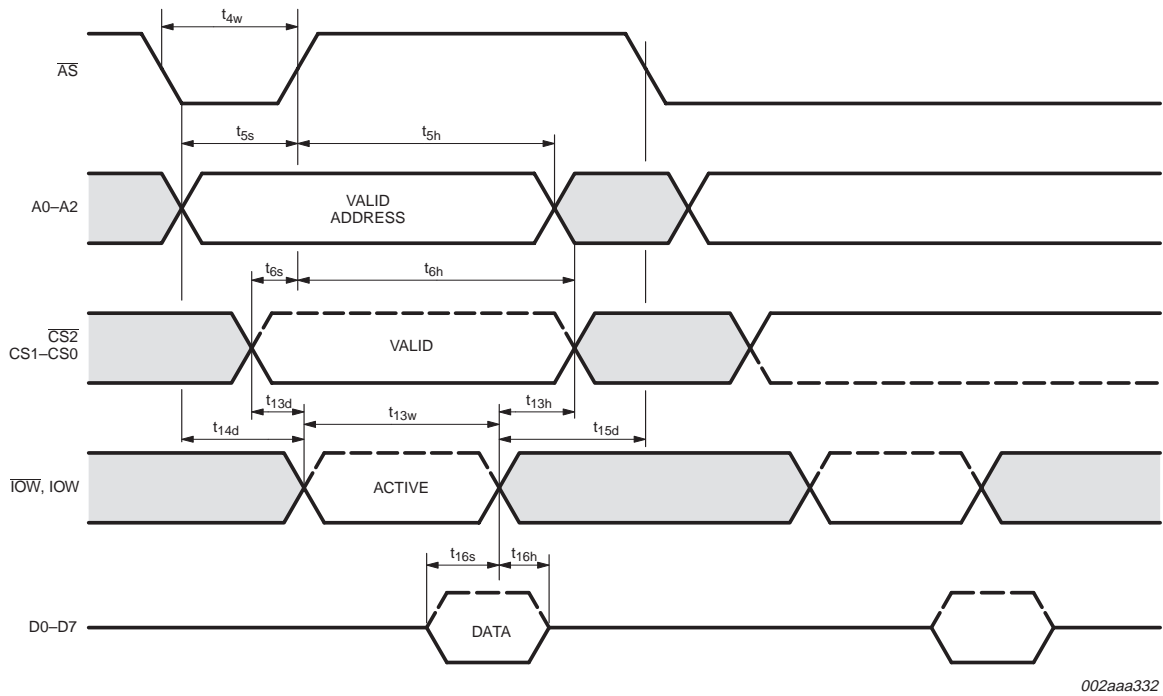 t4w
AS
t5s
t5h
A0–A2
VALID
ADDRESS
t6s
t6h
CS2
CS1–CS0
VALID
t13d
t13w
t13h
t14d
t15d
IOW, IOW
ACTIVE
t16s
t16h
D0–D7
DATA
002aaa332